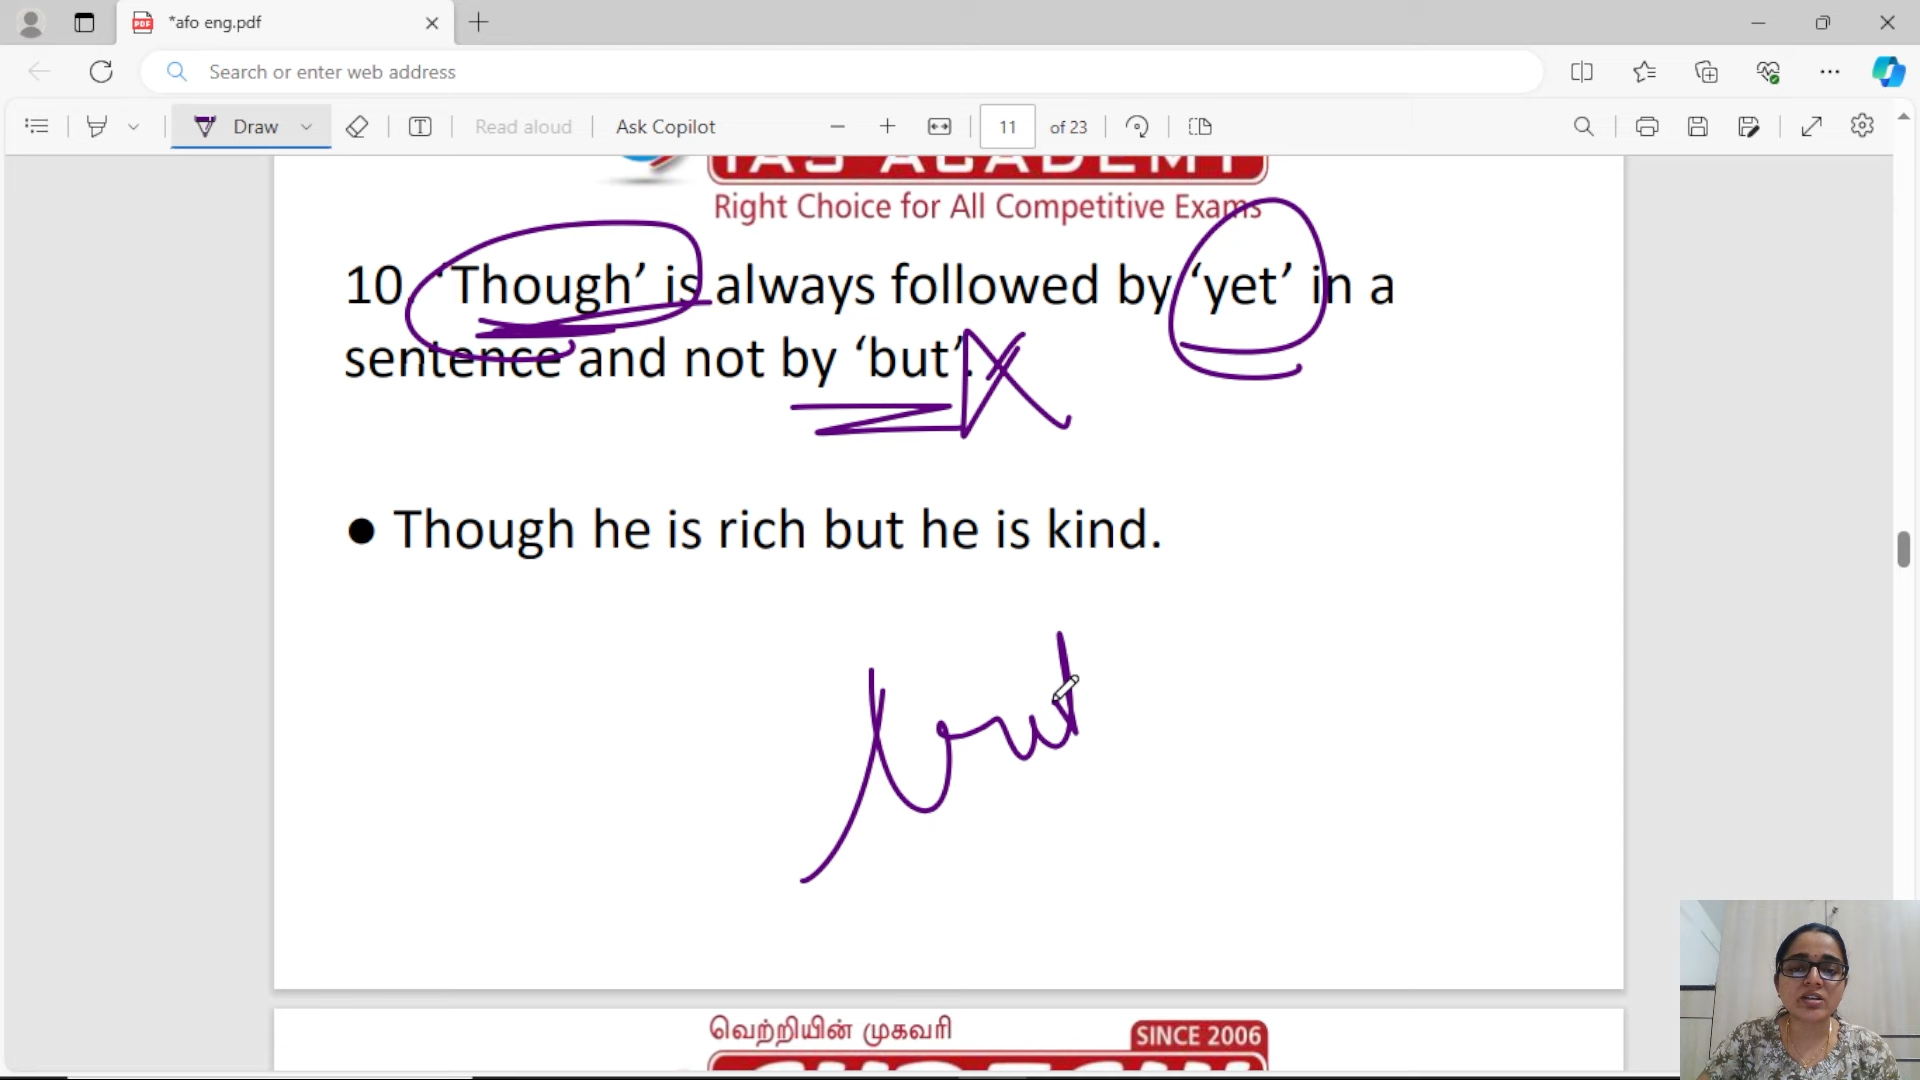 *afo eng.pdf
Search or enter web address
Draw
Read aloud
Ask Copilot
11
of 23
IAS ACADEMY
Right Choice for All Competitive Exams
10. ‘Though’ is always followed by ‘yet’ in a
sentence and not by ‘but’.
● Though he is rich but he is kind.
வெற்றியின் முகவரி
SINCE 2006